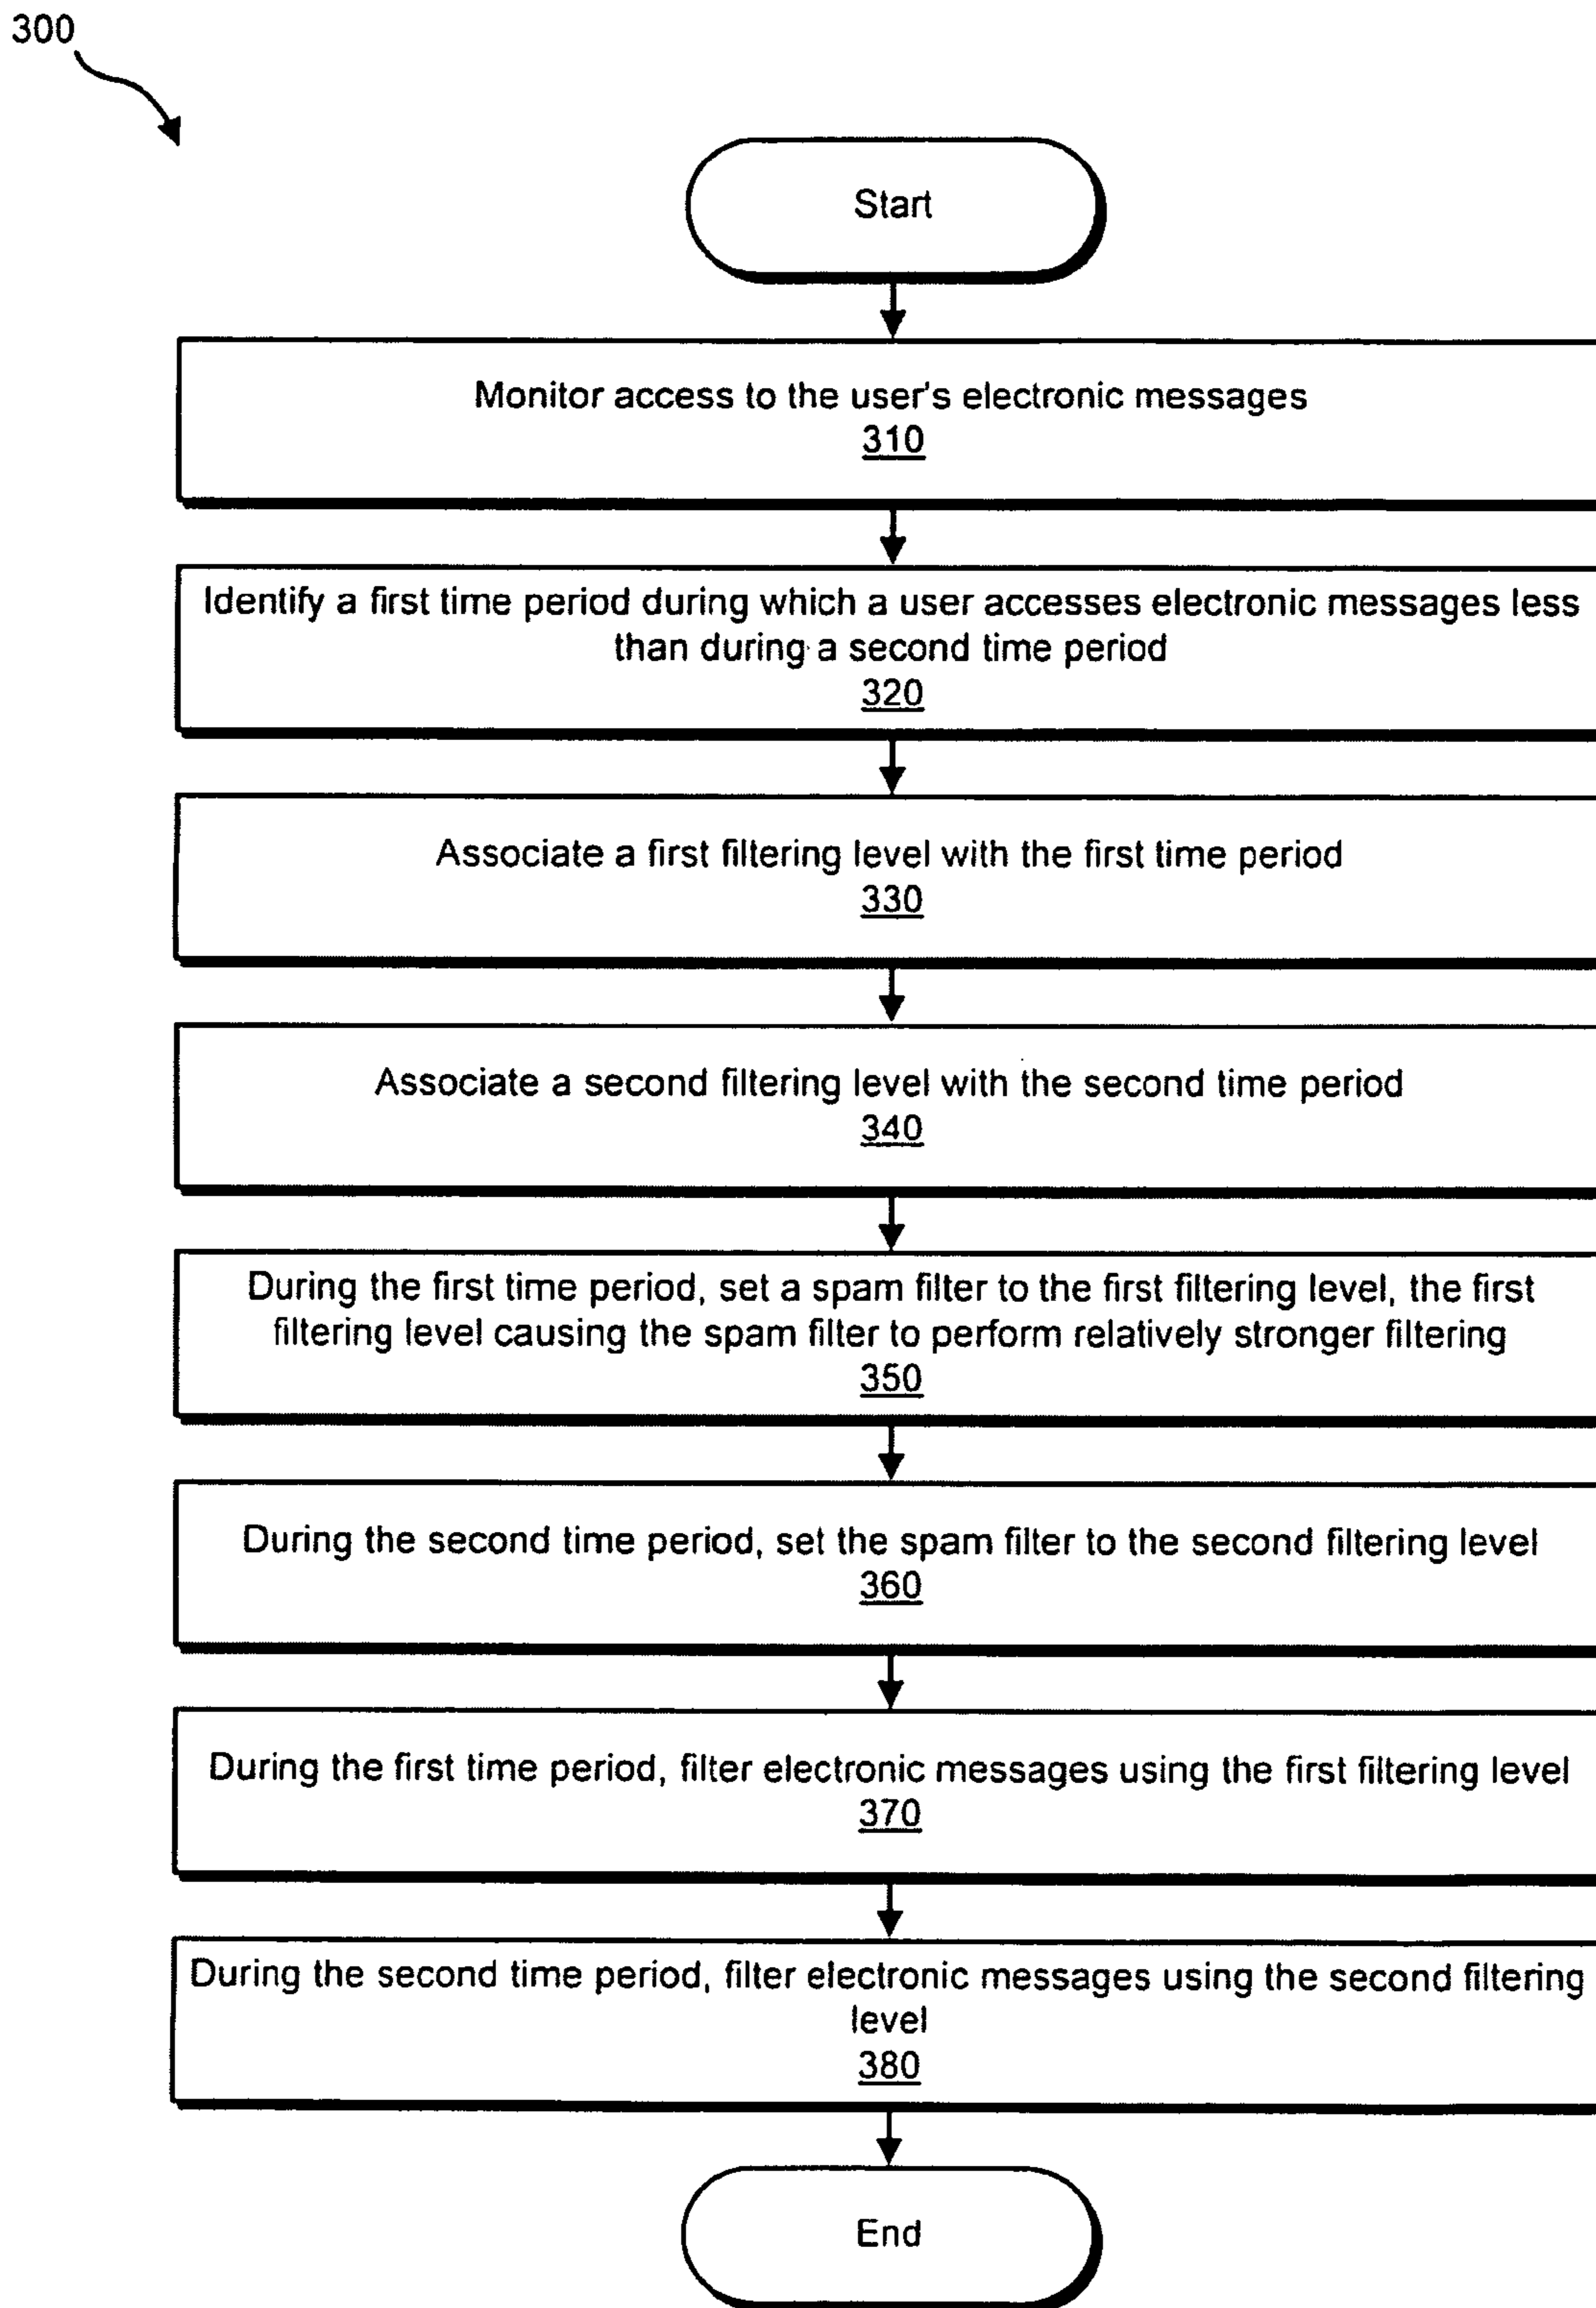 300
Start
Monitor access to the user's electronic messages
310
Identify a first time period during which a user accesses electronic messages less
than during a second time period
320
Associate a first filtering level with the first time period
330
Associate a second filtering level with the second time period
340
During the first time period, set a spam filter to the first filtering level, the first
filtering level causing the spam filter to perform relatively stronger filtering
350
During the second time period, set the spam filter to the second filtering level
360
During the first time period, filter electronic messages using the first filtering level
370
During the second time period, filter electronic messages using the second filtering
level
380
End